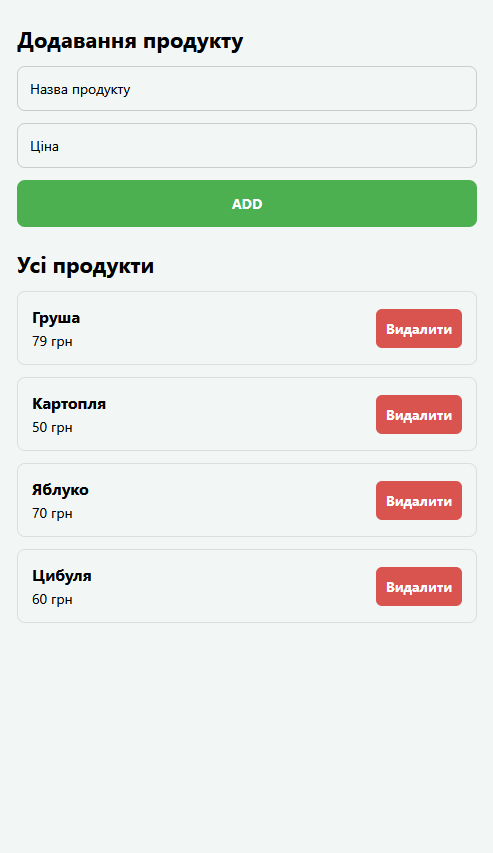 Додавання продукту
Назва продукту
Ціна
ADD
Усі продукти
Груша
79 грн
Видалити
Картопля
50 грн
Видалити
Яблуко
70 грн
Видалити
Цибуля
60 грн
Видалити